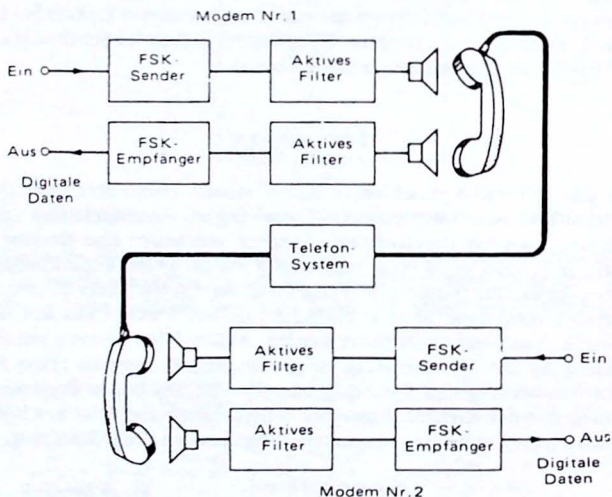 Modem Nr.1
Ein
FSK-
Sender
Aktives
Filter
Aus
FSK-
Empfänger
Aktives
Filter
Digitale
Daten
Telefon-
System
Aktives
Filter
FSK-
Sender
Ein
Aktives
Filter
FSK-
Empfänger
Aus
Digitale
Daten
Modem Nr.2